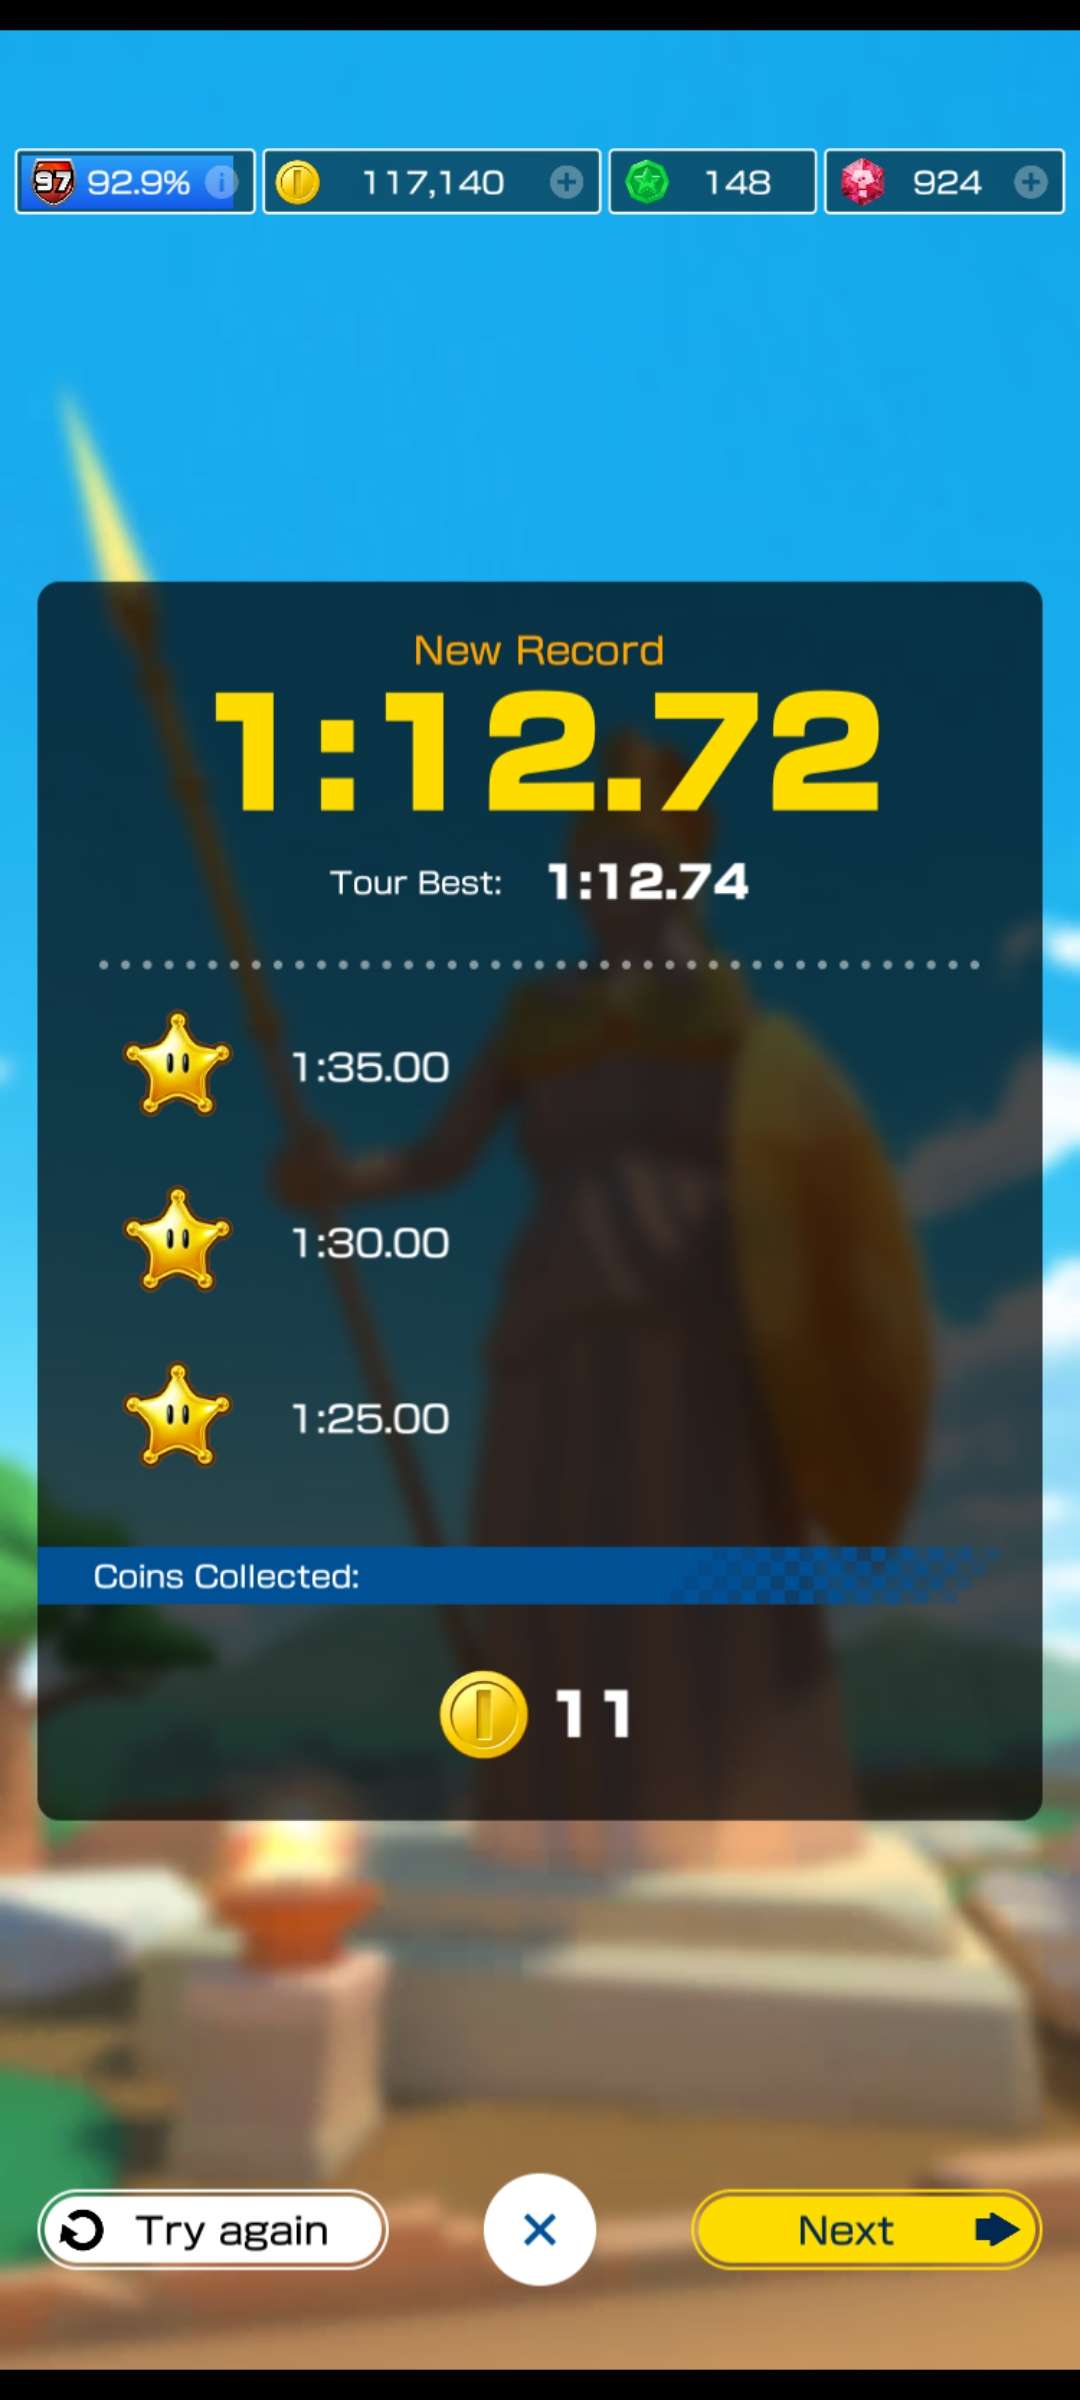 97 92.9% i 117,140 + 148 924 +
New Record
1:12.72
Tour Best: 1:12.74
1:35.00
1:30.00
1:25.00
Coins Collected:
11
Try again × Next